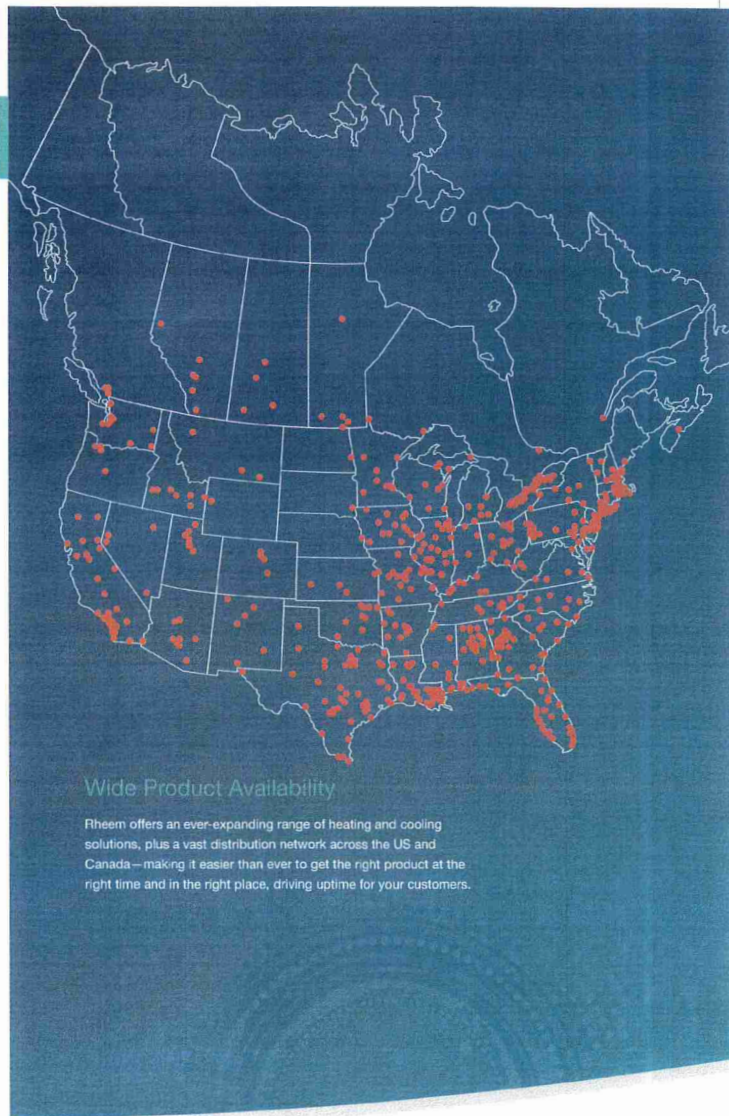 Wide Product Availability
Rheem offers an ever-expanding range of heating and cooling
solutions, plus a vast distribution network across the US and
Canada—making it easier than ever to get the right product at the
right time and in the right place, driving uptime for your customers.